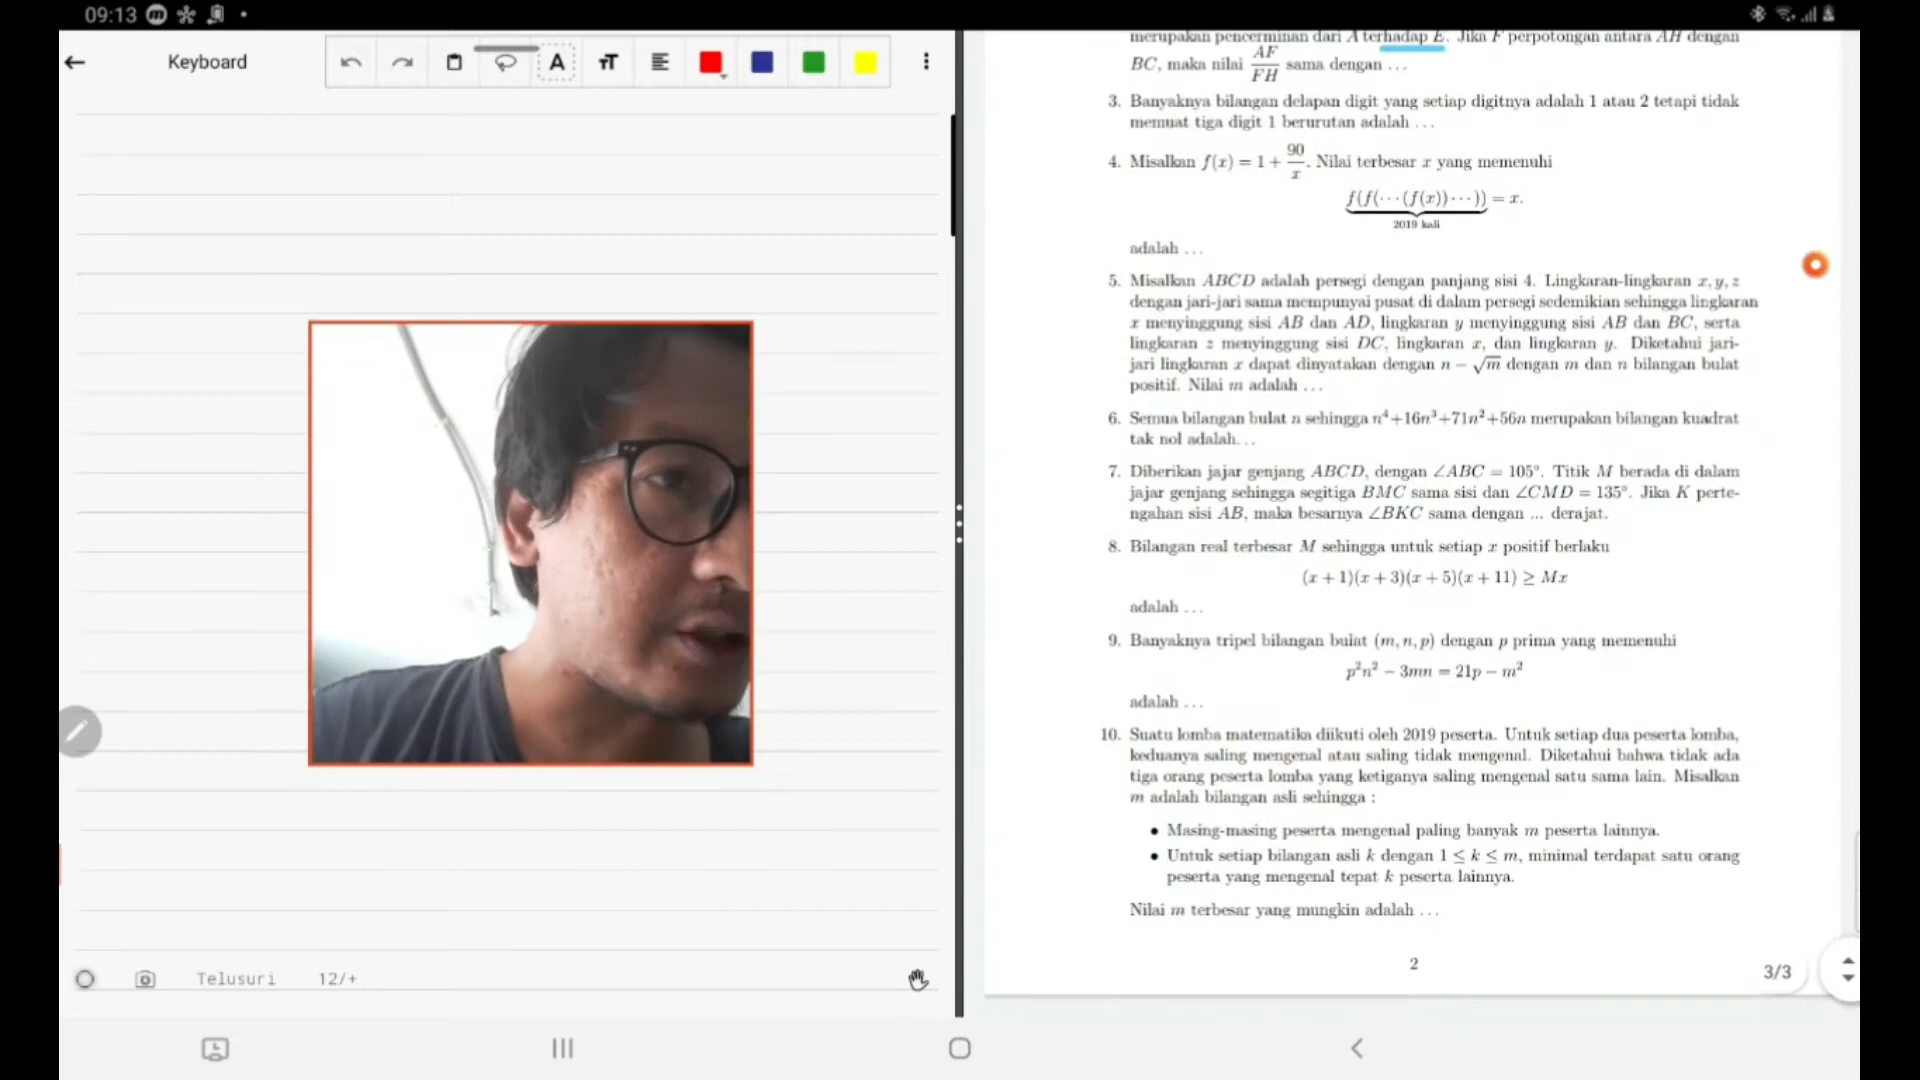 09:13
Keyboard
A
TT
merupakan pencerminan dari A terhadap E. Jika F perpotongan antara AH dengan
BC, maka nilai AF/FH sama dengan ...
3. Banyaknya bilangan delapan digit yang setiap digitnya adalah 1 atau 2 tetapi tidak
memuat tiga digit 1 berurutan adalah ...
4. Misalkan f(x) = 1 + 90/x. Nilai terbesar x yang memenuhi
f(f(···(f(x))···)) = x.
2019 kali
adalah ...
5. Misalkan ABCD adalah persegi dengan panjang sisi 4. Lingkaran-lingkaran x, y, z
dengan jari-jari sama mempunyai pusat di dalam persegi sedemikian sehingga lingkaran
x menyinggung sisi AB dan AD, lingkaran y menyinggung sisi AB dan BC, serta
lingkaran z menyinggung sisi DC, lingkaran x, dan lingkaran y. Diketahui jari-
jari lingkaran x dapat dinyatakan dengan n − √m dengan m dan n bilangan bulat
positif. Nilai m adalah ...
6. Semua bilangan bulat n sehingga n⁴+16n³+71n²+56n merupakan bilangan kuadrat
tak nol adalah...
7. Diberikan jajar genjang ABCD, dengan ∠ABC = 105°. Titik M berada di dalam
jajar genjang sehingga segitiga BMC sama sisi dan ∠CMD = 135°. Jika K perte-
ngahan sisi AB, maka besarnya ∠BKC sama dengan ... derajat.
8. Bilangan real terbesar M sehingga untuk setiap x positif berlaku
(x + 1)(x + 3)(x + 5)(x + 11) ≥ Mx
adalah ...
9. Banyaknya tripel bilangan bulat (m, n, p) dengan p prima yang memenuhi
p²n² − 3mn = 21p − m²
adalah ...
10. Suatu lomba matematika diikuti oleh 2019 peserta. Untuk setiap dua peserta lomba,
keduanya saling mengenal atau saling tidak mengenal. Diketahui bahwa tidak ada
tiga orang peserta lomba yang ketiganya saling mengenal satu sama lain. Misalkan
m adalah bilangan asli sehingga :
• Masing-masing peserta mengenal paling banyak m peserta lainnya.
• Untuk setiap bilangan asli k dengan 1 ≤ k ≤ m, minimal terdapat satu orang
peserta yang mengenal tepat k peserta lainnya.
Nilai m terbesar yang mungkin adalah ...
2
3/3
Telusuri
12/+